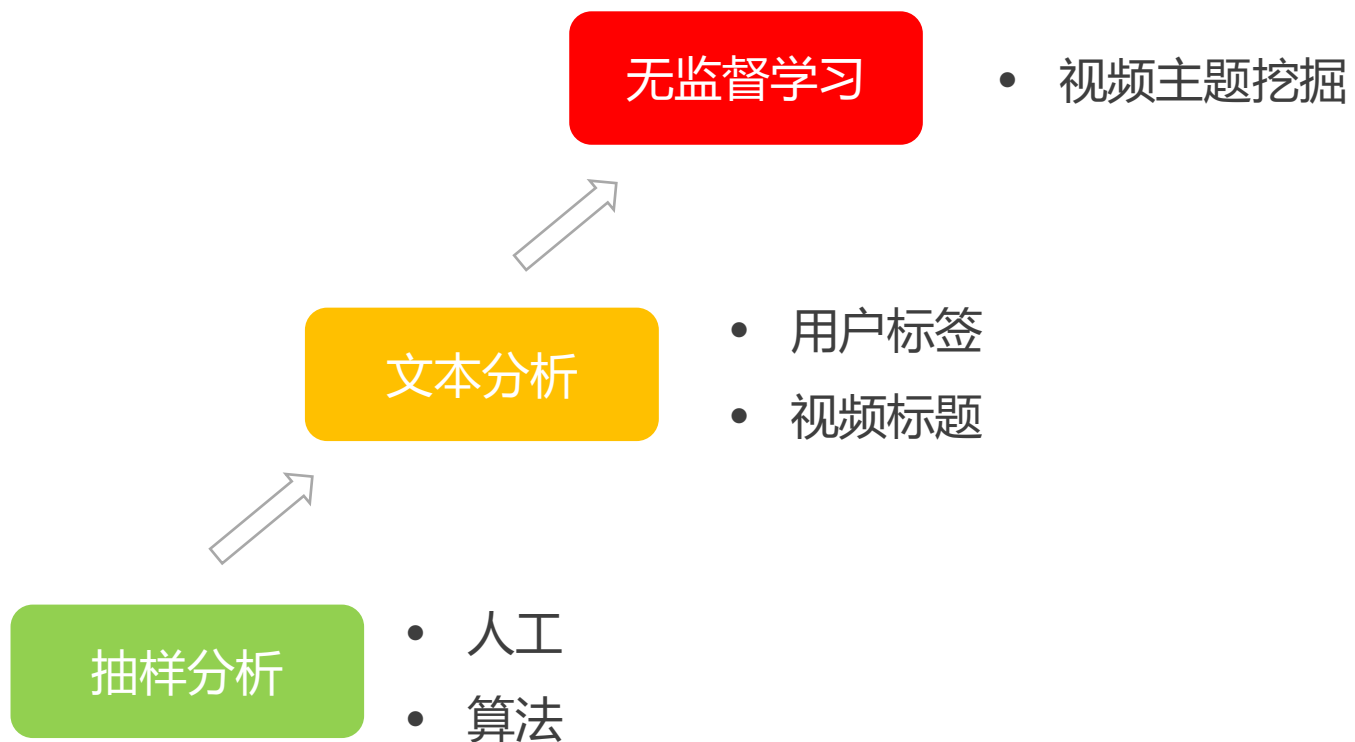 无监督学习
• 视频主题挖掘
文本分析
• 用户标签
• 视频标题
抽样分析
• 人工
• 算法